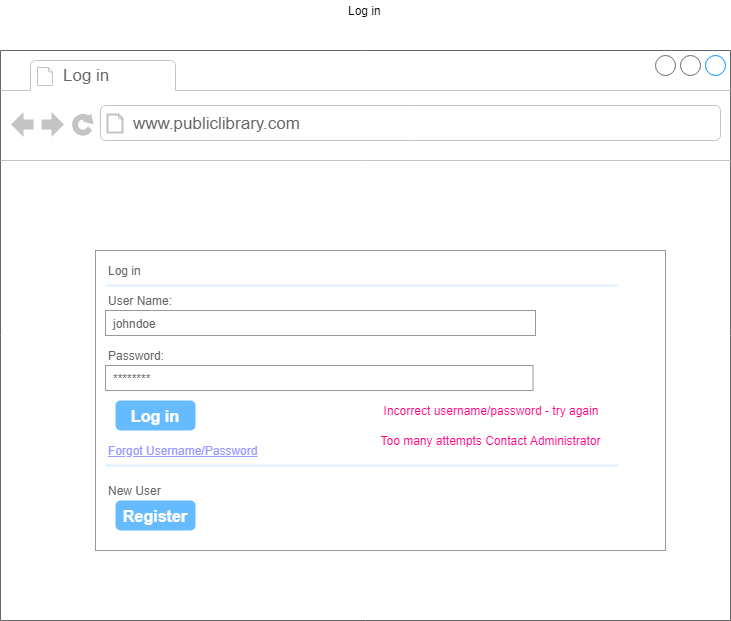 Log in
Log in
www.publiclibrary.com
Log in
User Name:
johndoe
Password:
********
Log in
Incorrect username/password - try again
Too many attempts Contact Administrator
Forgot Username/Password
New User
Register